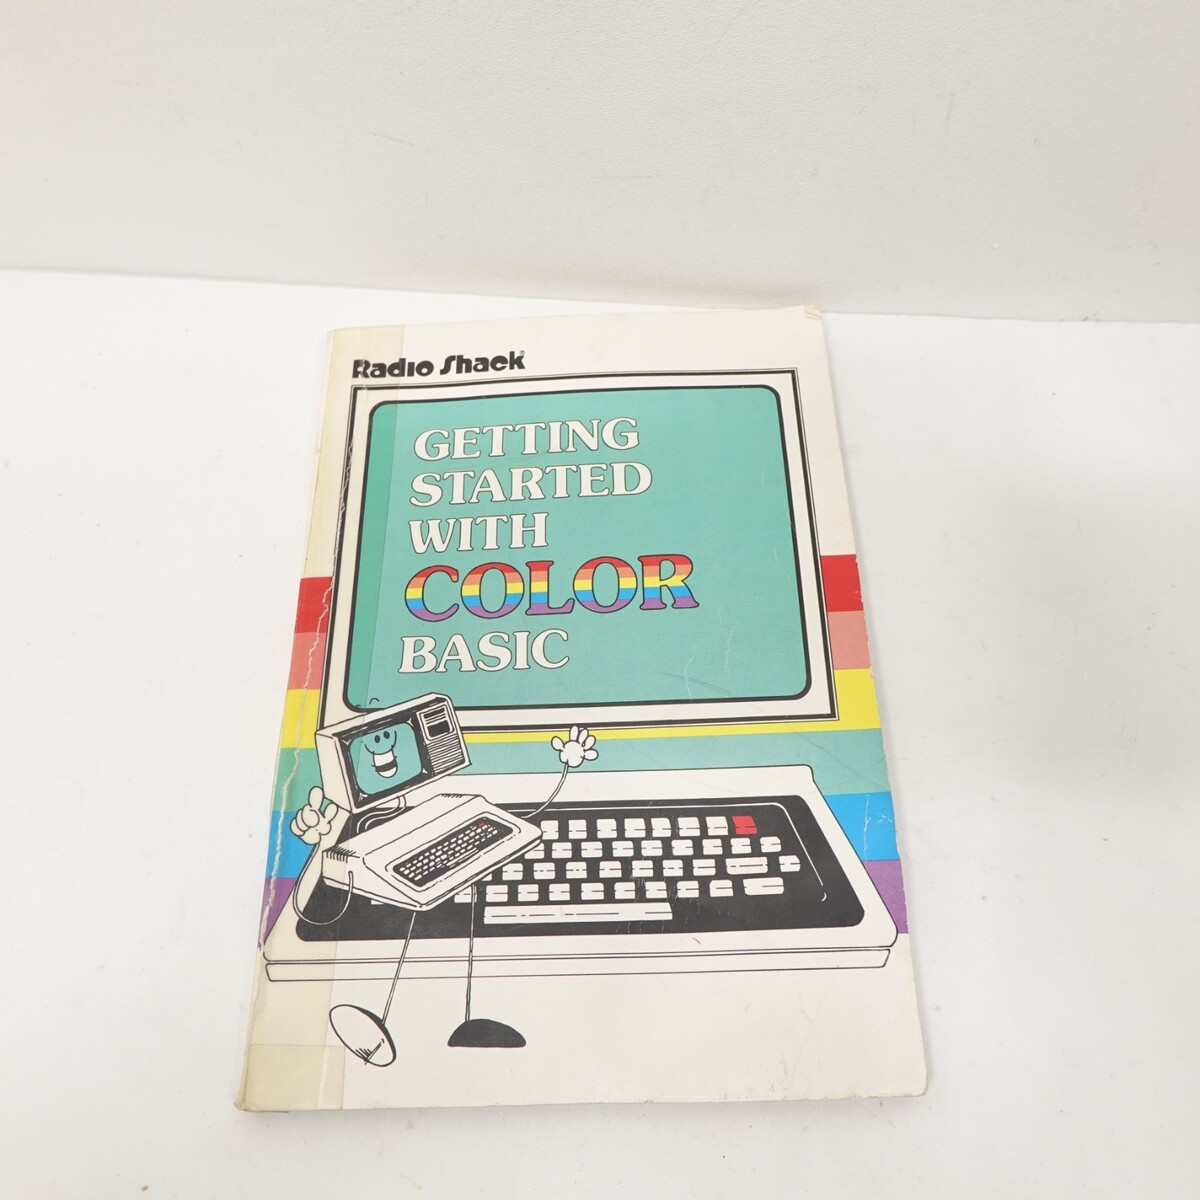 Radio Shack®
GETTING
STARTED
WITH
COLOR
BASIC